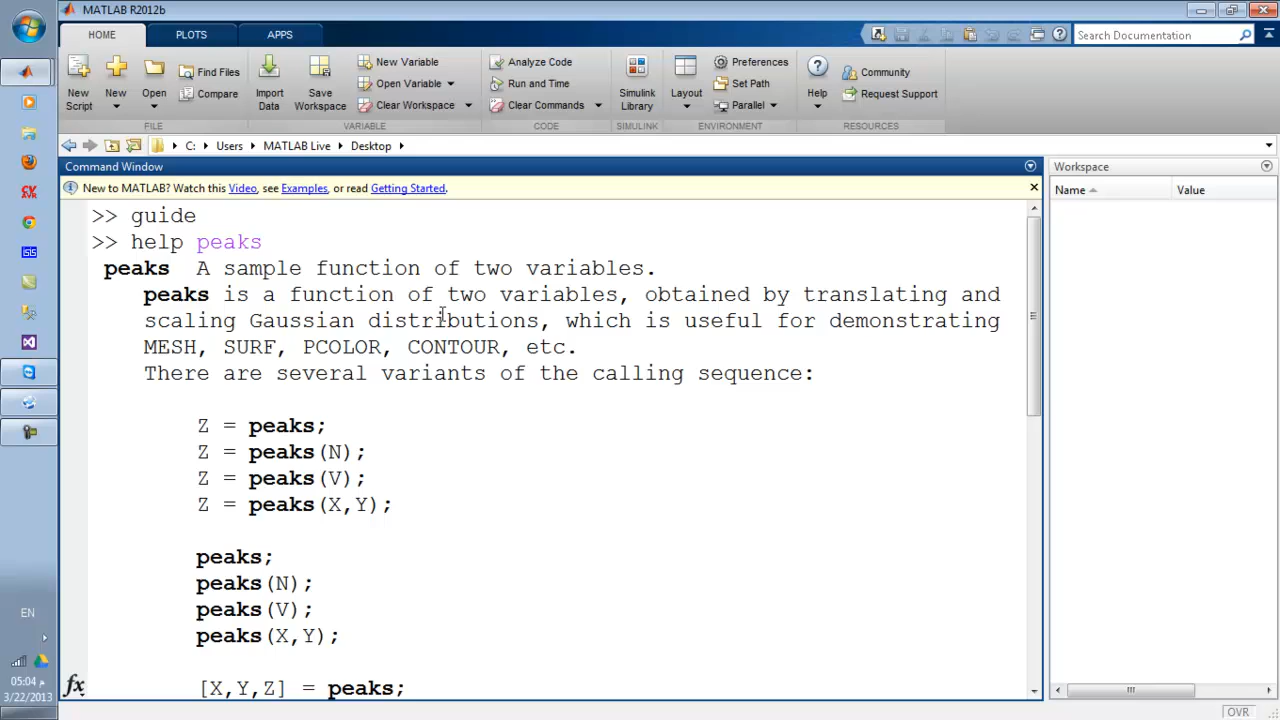 MATLAB R2012b
HOME PLOTS APPS
Search Documentation
New Script
New
Open
Find Files
Compare
Import Data
Save Workspace
New Variable
Open Variable
Clear Workspace
Analyze Code
Run and Time
Clear Commands
Simulink Library
Layout
Preferences
Set Path
Parallel
Help
Community
Request Support
FILE VARIABLE CODE SIMULINK ENVIRONMENT RESOURCES
C: Users MATLAB Live Desktop
Command Window
New to MATLAB? Watch this Video, see Examples, or read Getting Started.
>> guide
>> help peaks
peaks A sample function of two variables.
peaks is a function of two variables, obtained by translating and
scaling Gaussian distributions, which is useful for demonstrating
MESH, SURF, PCOLOR, CONTOUR, etc.
There are several variants of the calling sequence:
Z = peaks;
Z = peaks(N);
Z = peaks(V);
Z = peaks(X,Y);
peaks;
peaks(N);
peaks(V);
peaks(X,Y);
[X,Y,Z] = peaks;
fx
Workspace
Name Value
OVR
CV AVR
ISIS
EN
05:04 م
3/22/2013